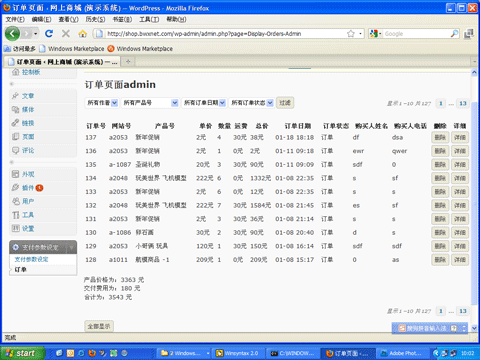 订单页面 ‹ 网上商城 (演示系统) — WordPress - Mozilla Firefox
文件(F) 编辑(E) 查看(V) 历史(S) 书签(B) 工具(T) 帮助(H)
http://shop.bwxnet.com/wp-admin/admin.php?page=Display-Orders-Admin
Google
访问最多 Windows Marketplace Windows Marketplace
订单页面 ‹ 网上商城 (演示系统) — ...
控制板
文章
媒体
链接
页面
评论
外观
插件 1
用户
工具
设置
支付参数设定
支付参数设定
订单
订单页面admin
所有作者 所有产品号 所有订单日期 所有订单状态 过滤
显示 1 – 10 共 127 1 ... 13
订单号 网站号 产品号 单价 数量 运费 总价 订单日期 订单状态 购买人姓名 购买人电话 删除 详细
137 a2053 新年促销 2元 4 30元 38元 01-18 18:18 订单 df dsa 删除 详细
136 a2053 新年促销 2元 1 0元 2元 01-11 09:18 订单 ewr qwer 删除 详细
135 a-1087 圣诞礼物 20元 3 30元 90元 01-11 09:09 订单 sdf 0 删除 详细
134 a2048 玩美世界 飞机模型 222元 6 0元 1332元 01-08 22:35 订单 s sf 删除 详细
133 a2053 新年促销 2元 6 0元 12元 01-08 22:35 订单 s s 删除 详细
132 a2048 玩美世界 飞机模型 222元 7 30元 1584元 01-08 21:45 订单 es sf 删除 详细
131 a2053 新年促销 2元 3 30元 36元 01-08 21:14 订单 s s 删除 详细
130 a-1086 卵石画 30元 2 30元 90元 01-08 20:40 订单 d s 删除 详细
129 a2053 小哥俩 玩具 120元 1 30元 150元 01-08 16:14 订单 sdf sdf 删除 详细
128 a1011 航模商品 -1 209元 1 0元 209元 01-08 15:17 订单 0 as 删除 详细
产品价格为: 3363 元
交付费用为: 180 元
合计为: 3543 元
显示 1 – 10 共 127 1 ... 13
全部显示
搜狗拼音输入法
完成
start 2 Windows... Winsyntax 2.0 C:\WINDOW... 订单页面 ‹ ... Adobe Phot... 10:02